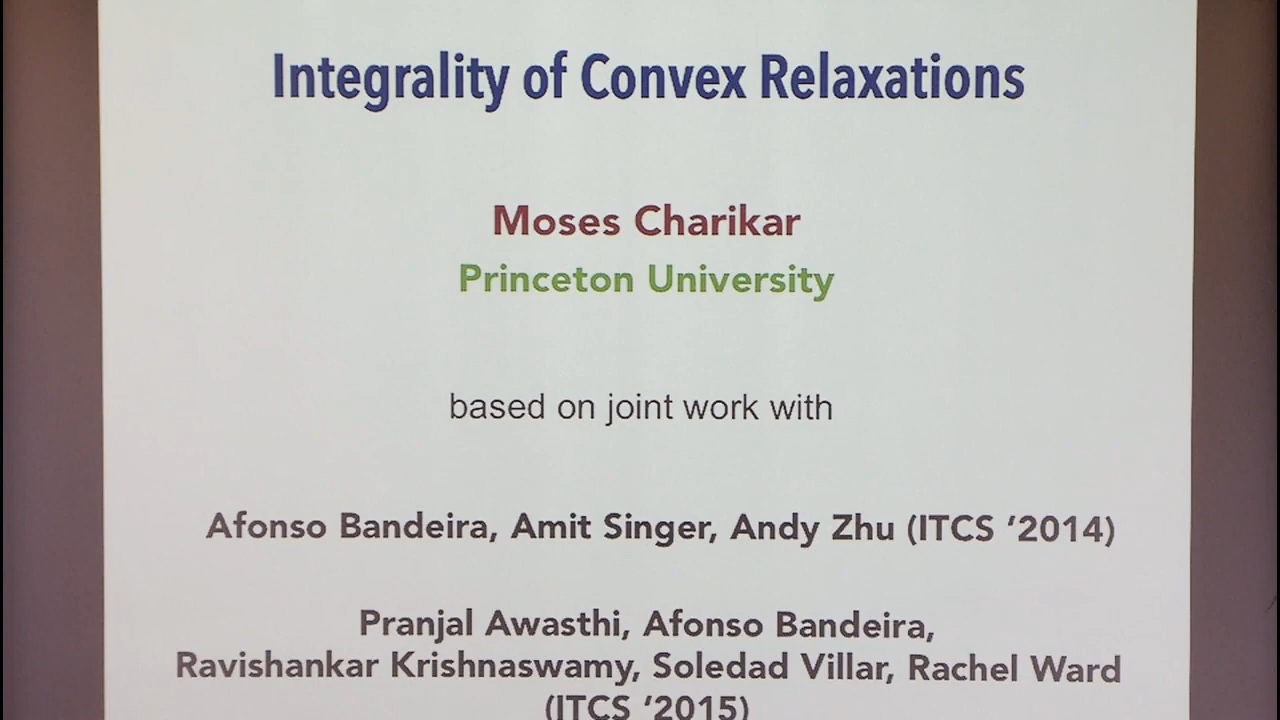 Integrality of Convex Relaxations
Moses Charikar
Princeton University
based on joint work with
Afonso Bandeira, Amit Singer, Andy Zhu (ITCS ’2014)
Pranjal Awasthi, Afonso Bandeira,
Ravishankar Krishnaswamy, Soledad Villar, Rachel Ward
(ITCS ’2015)